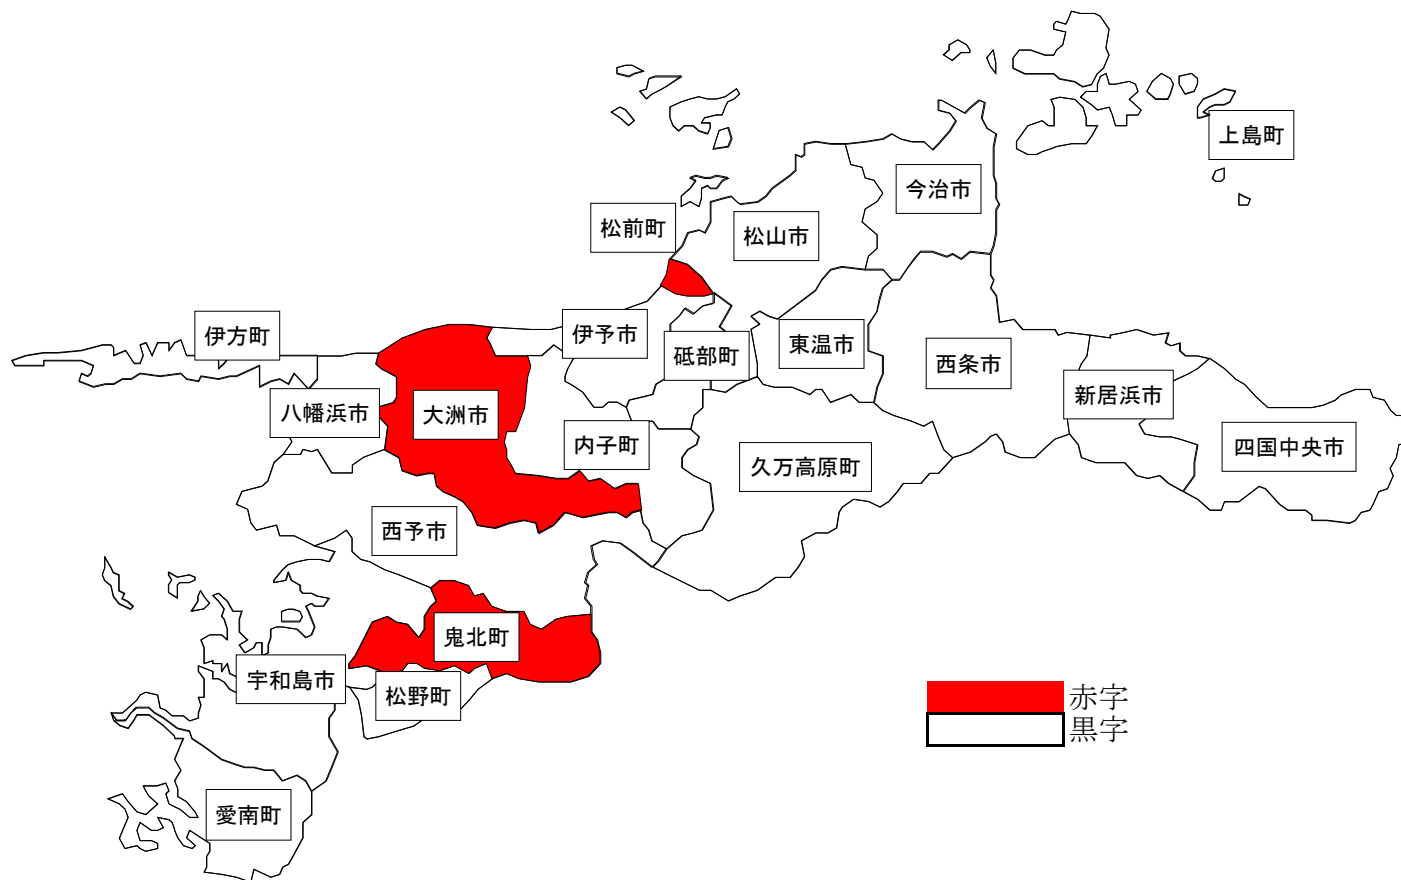 上島町
今治市
松前町
松山市
伊方町
伊予市
砥部町
東温市
西条市
新居浜市
八幡浜市
大洲市
内子町
久万高原町
四国中央市
西予市
鬼北町
宇和島市
松野町
赤字
黒字
愛南町